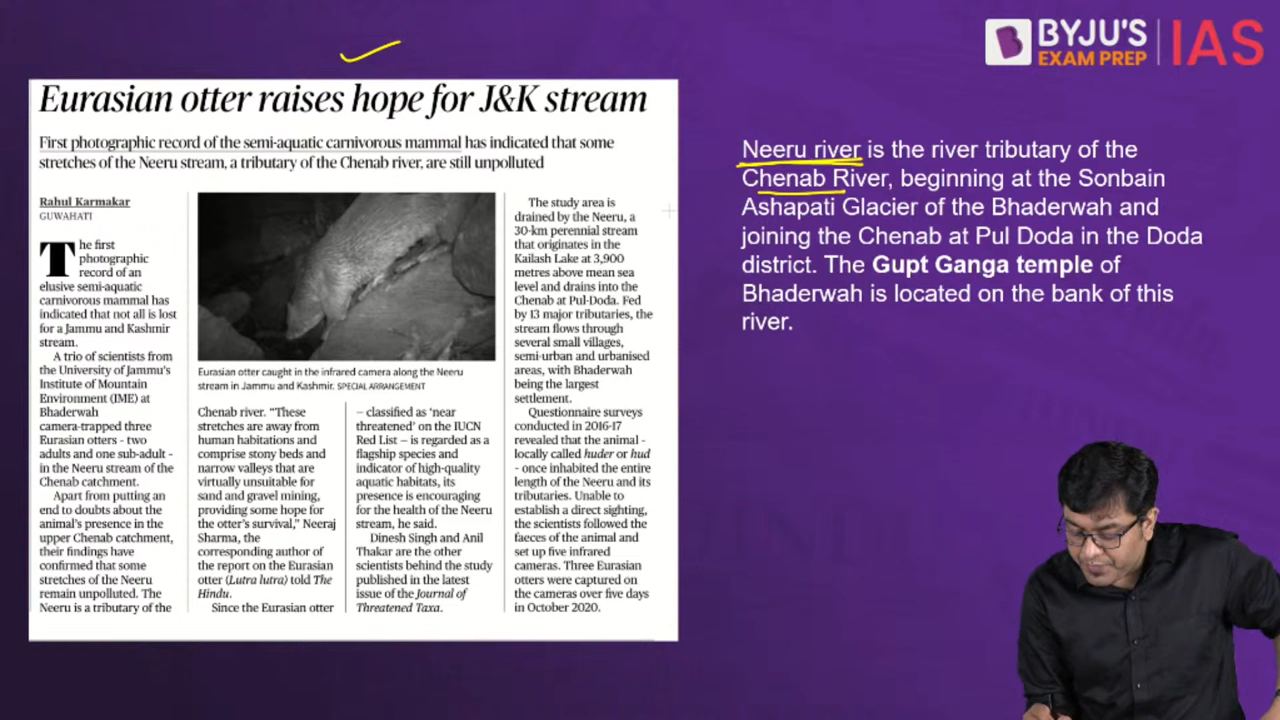 BYJU'S
EXAM PREP
IAS
Eurasian otter raises hope for J&K stream
First photographic record of the semi-aquatic carnivorous mammal has indicated that some
stretches of the Neeru stream, a tributary of the Chenab river, are still unpolluted
Rahul Karmakar
GUWAHATI
The first
photographic
record of an
elusive semi-aquatic
carnivorous mammal has
indicated that not all is lost
for a Jammu and Kashmir
stream.
A trio of scientists from
the University of Jammu's
Institute of Mountain
Environment (IME) at
Bhaderwah
camera-trapped three
Eurasian otters - two
adults and one sub-adult -
in the Neeru stream of the
Chenab catchment.
Apart from putting an
end to doubts about the
animal's presence in the
upper Chenab catchment,
their findings have
confirmed that some
stretches of the Neeru
remain unpolluted. The
Neeru is a tributary of the
Eurasian otter caught in the infrared camera along the Neeru
stream in Jammu and Kashmir. SPECIAL ARRANGEMENT
Chenab river. “These
stretches are away from
human habitations and
comprise stony beds and
narrow valleys that are
virtually unsuitable for
sand and gravel mining,
providing some hope for
the otter's survival,” Neeraj
Sharma, the
corresponding author of
the report on the Eurasian
otter (Lutra lutra) told The
Hindu.
Since the Eurasian otter
– classified as ‘near
threatened’ on the IUCN
Red List – is regarded as a
flagship species and
indicator of high-quality
aquatic habitats, its
presence is encouraging
for the health of the Neeru
stream, he said.
Dinesh Singh and Anil
Thakar are the other
scientists behind the study
published in the latest
issue of the Journal of
Threatened Taxa.
The study area is
drained by the Neeru, a
30-km perennial stream
that originates in the
Kailash Lake at 3,900
metres above mean sea
level and drains into the
Chenab at Pul-Doda. Fed
by 13 major tributaries, the
stream flows through
several small villages,
semi-urban and urbanised
areas, with Bhaderwah
being the largest
settlement.
Questionnaire surveys
conducted in 2016-17
revealed that the animal -
locally called huder or hud
- once inhabited the entire
length of the Neeru and its
tributaries. Unable to
establish a direct sighting,
the scientists followed the
faeces of the animal and
set up five infrared
cameras. Three Eurasian
otters were captured on
the cameras over five days
in October 2020.
Neeru river is the river tributary of the
Chenab River, beginning at the Sonbain
Ashapati Glacier of the Bhaderwah and
joining the Chenab at Pul Doda in the Doda
district. The Gupt Ganga temple of
Bhaderwah is located on the bank of this
river.